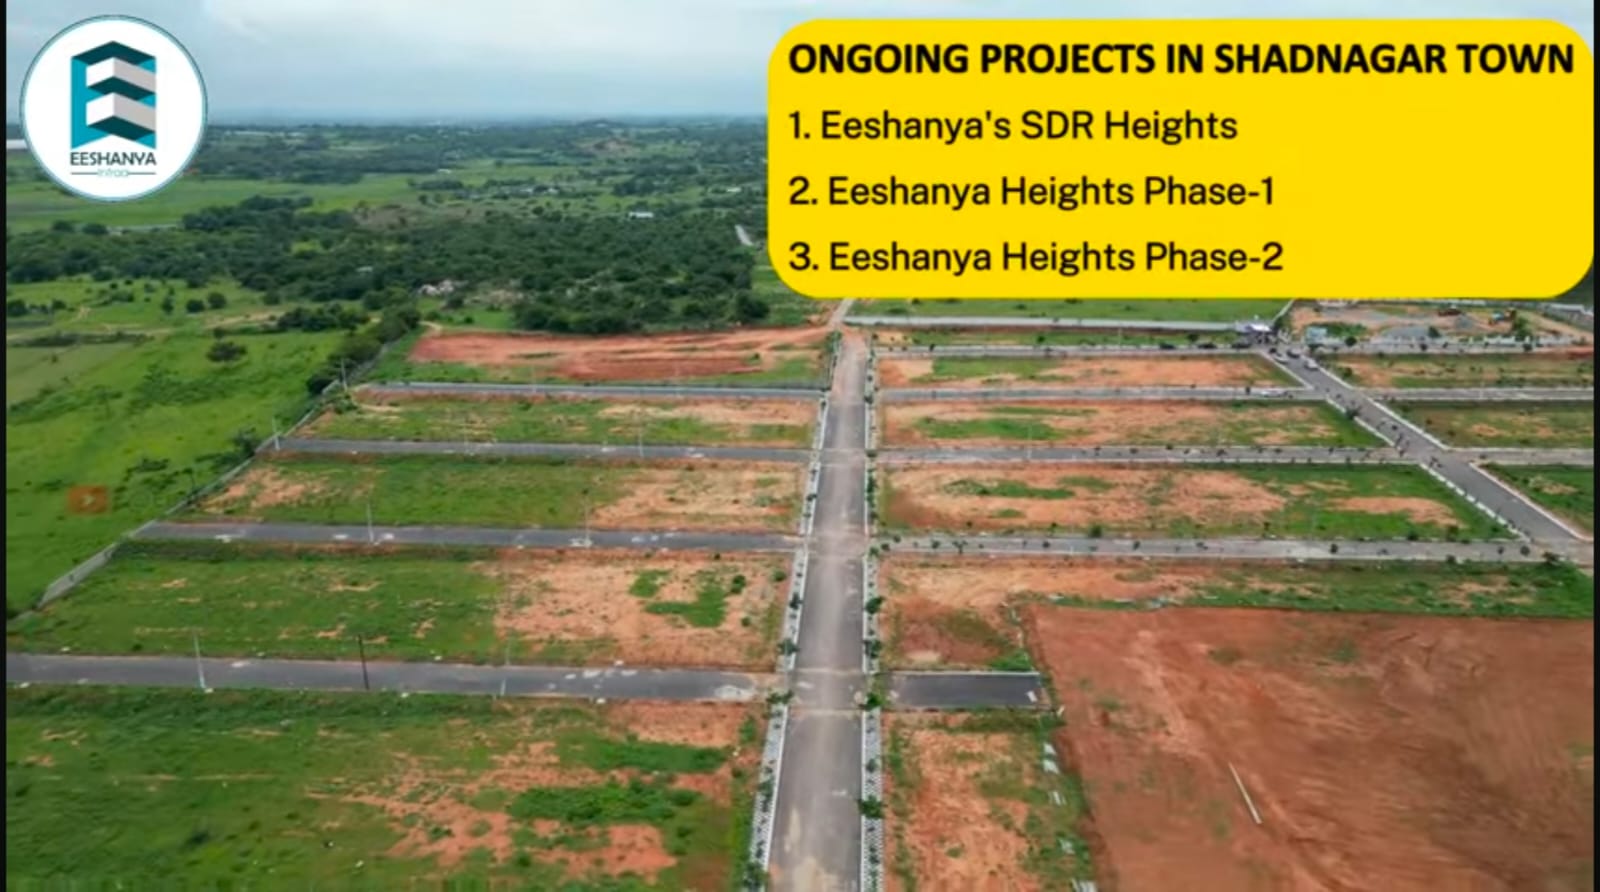 EESHANYA
infraa
ONGOING PROJECTS IN SHADNAGAR TOWN
1. Eeshanya's SDR Heights
2. Eeshanya Heights Phase-1
3. Eeshanya Heights Phase-2